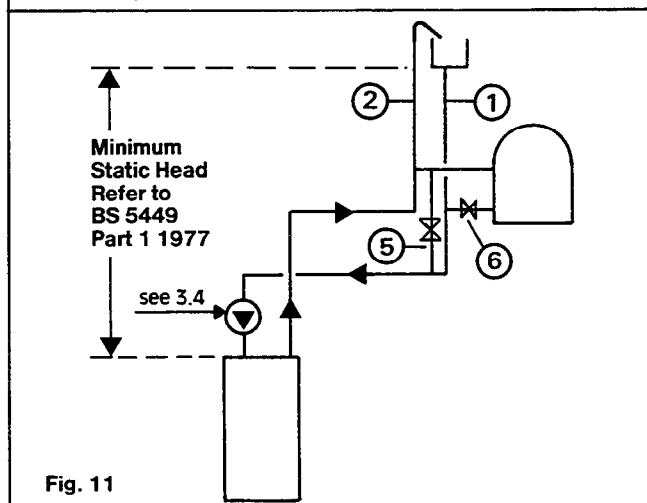 2
1
Minimum
Static Head
Refer to
BS 5449
Part 1 1977
5
6
see 3.4
Fig. 11